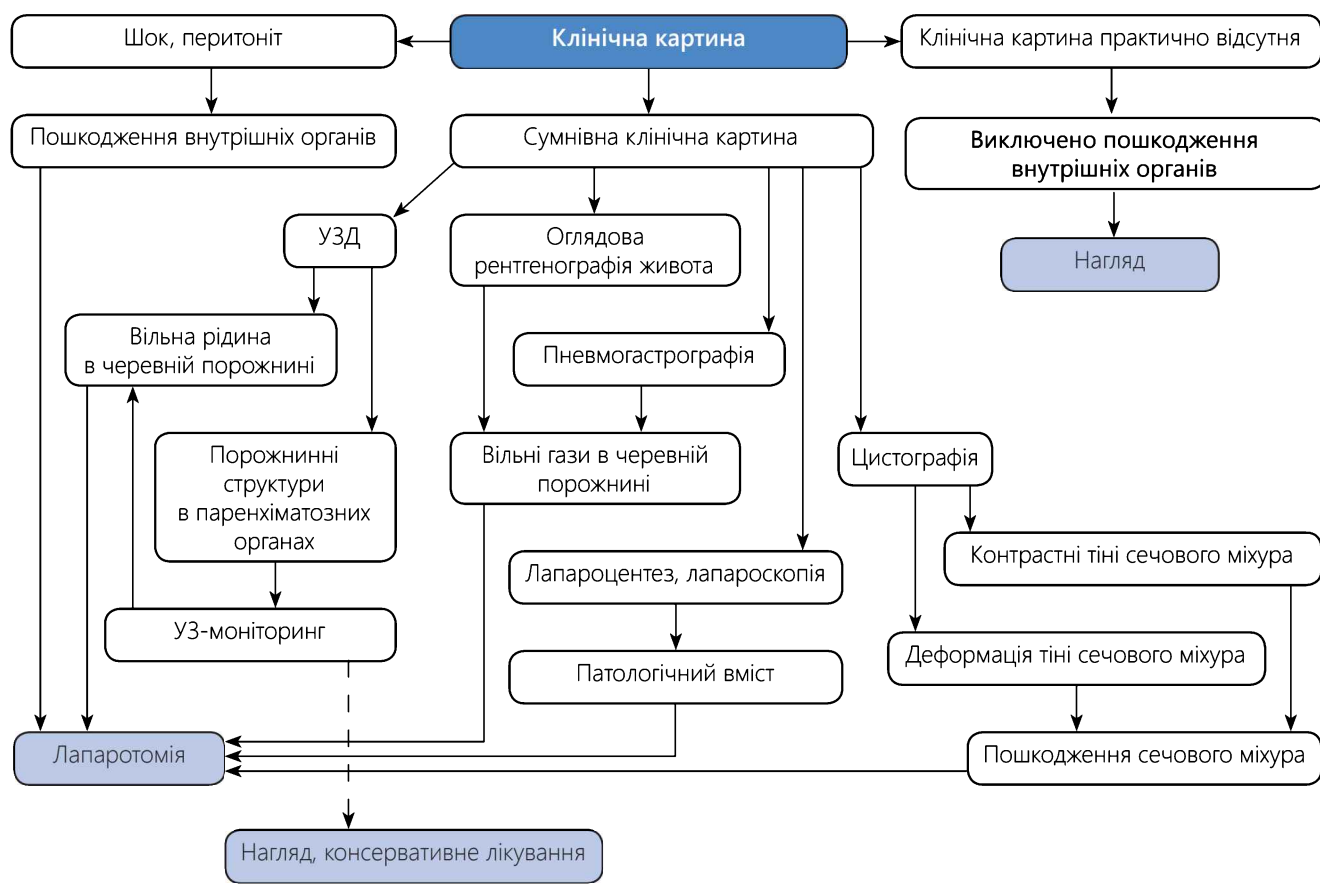 Шок, перитоніт
Клінічна картина
Клінічна картина практично відсутня
Пошкодження внутрішніх органів
Сумнівна клінічна картина
Виключено пошкодження
внутрішніх органів
УЗД
Оглядова
рентгенографія живота
Нагляд
Вільна рідина
в черевній порожнині
Пневмогастрографія
Порожнинні
структури
в паренхіматозних
органах
Вільні гази в черевній
порожнині
Цистографія
Контрастні тіні сечового міхура
Лапароцентез, лапароскопія
УЗ-моніторинг
Деформація тіні сечового міхура
Патологічний вміст
Лапаротомія
Пошкодження сечового міхура
Нагляд, консервативне лікування